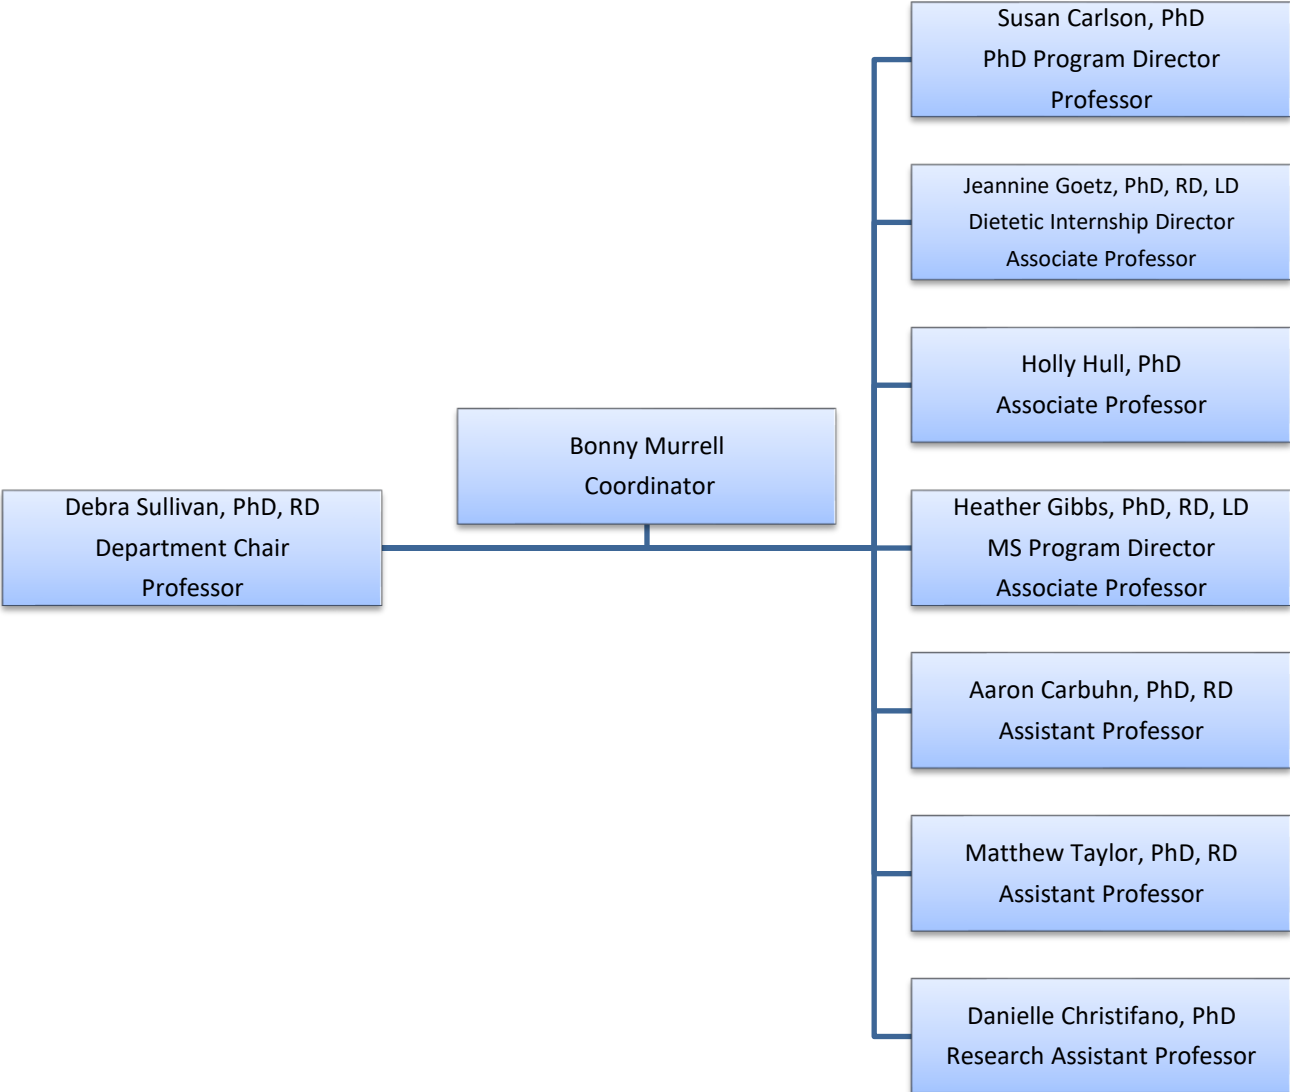 Susan Carlson, PhD
PhD Program Director
Professor
Jeannine Goetz, PhD, RD, LD
Dietetic Internship Director
Associate Professor
Holly Hull, PhD
Associate Professor
Bonny Murrell
Coordinator
Debra Sullivan, PhD, RD
Department Chair
Professor
Heather Gibbs, PhD, RD, LD
MS Program Director
Associate Professor
Aaron Carbuhn, PhD, RD
Assistant Professor
Matthew Taylor, PhD, RD
Assistant Professor
Danielle Christifano, PhD
Research Assistant Professor